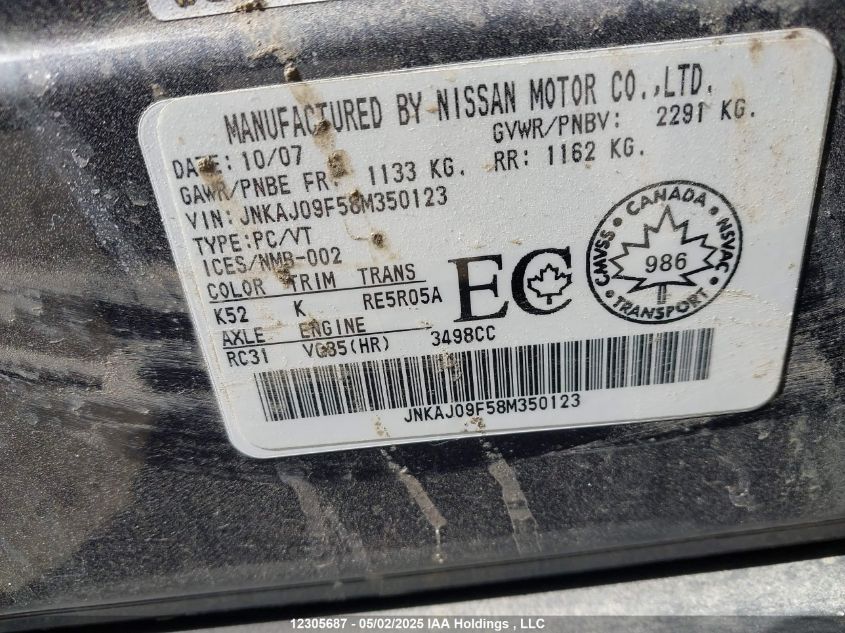 MANUFACTURED BY NISSAN MOTOR CO.,LTD.
DATE: 10/07 GVWR/PNBV: 2291 KG.
GAWR/PNBE FR: 1133 KG. RR: 1162 KG.
VIN: JNKAJ09F58M350123
TYPE:PC/VT
ICES/NMB-002
COLOR TRIM TRANS
K52 K RE5R05A
AXLE ENGINE
RC31 VQ35(HR) 3498CC
EC
CANADA
CMVSS 986 NSVAC
TRANSPORT
JNKAJ09F58M350123
12305687 - 05/02/2025 IAA Holdings , LLC